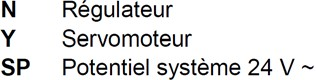 N Régulateur
Y Servomoteur
SP Potentiel système 24 V ~